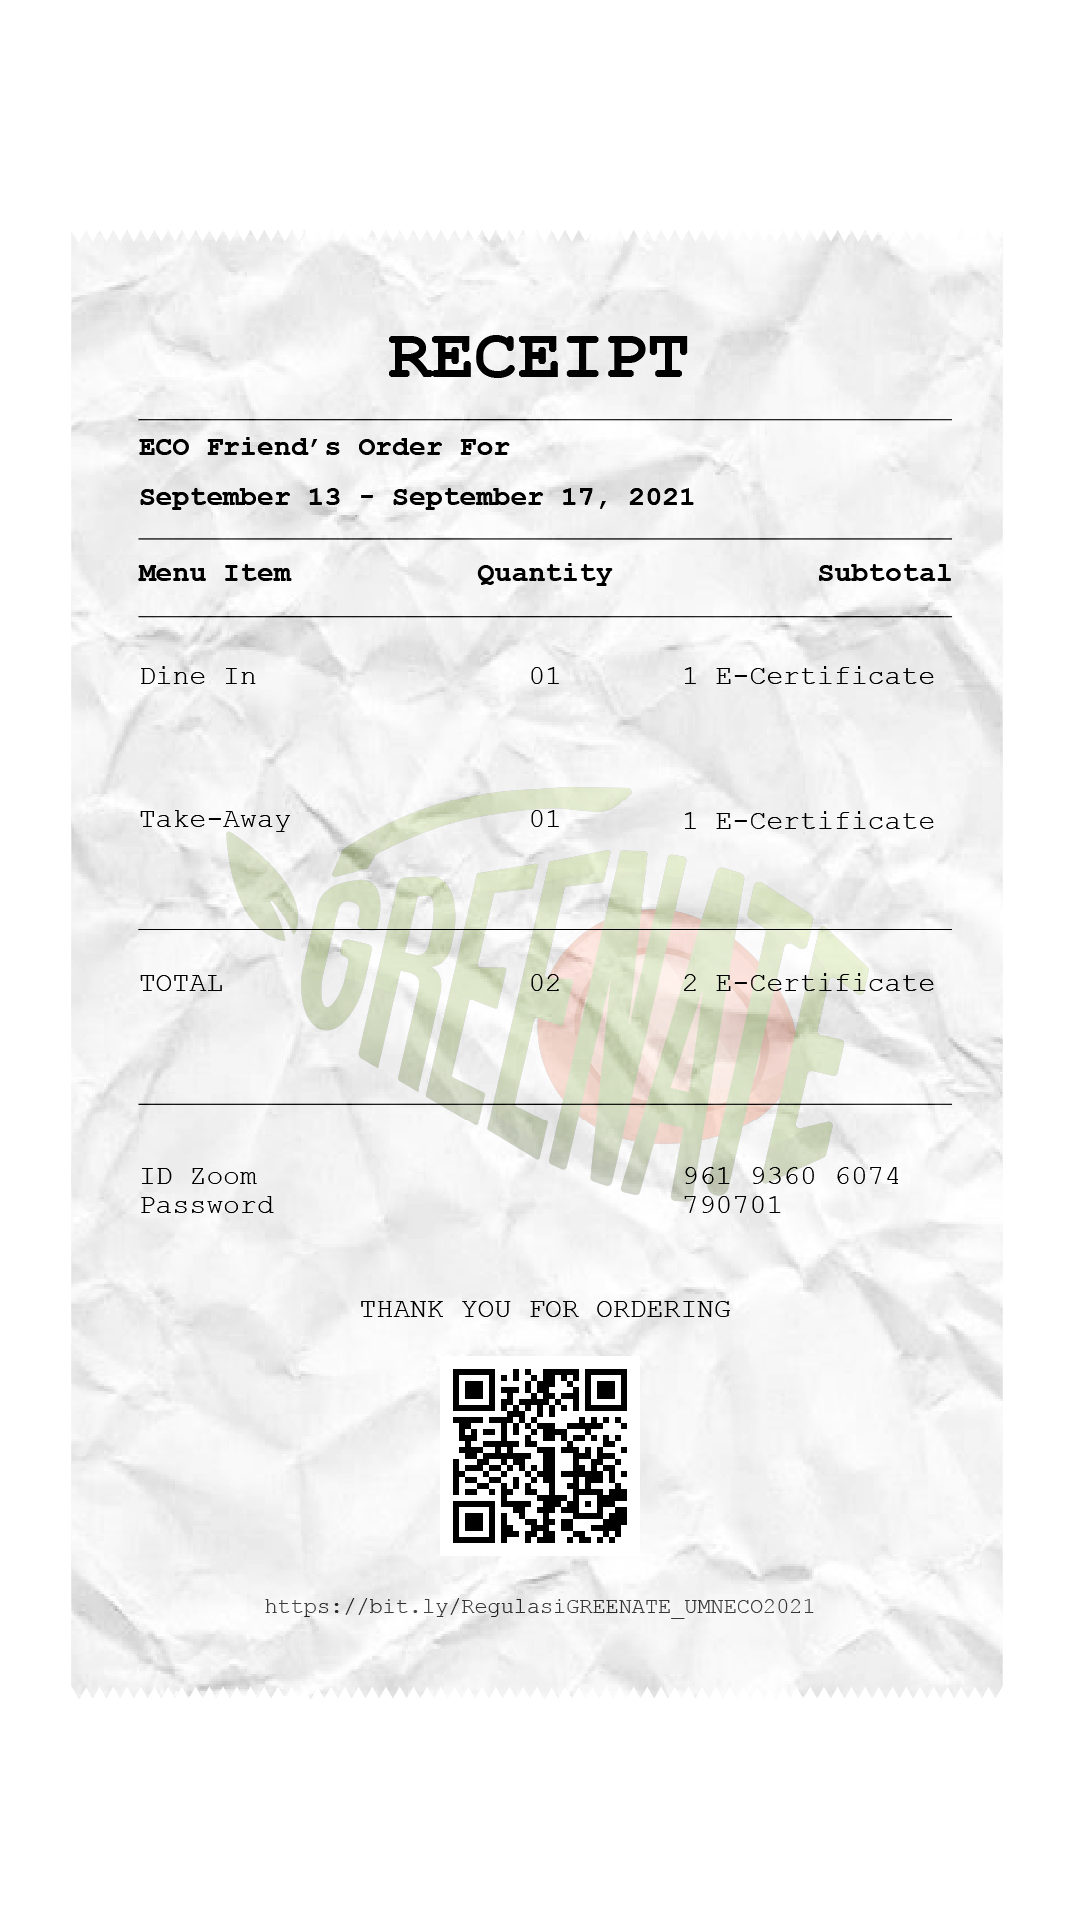 RECEIPT
ECO Friend’s Order For
September 13 - September 17, 2021
Menu Item Quantity Subtotal
Dine In 01 1 E-Certificate
Take-Away 01 1 E-Certificate
GREENATE
TOTAL 02 2 E-Certificate
ID Zoom 961 9360 6074
Password 790701
THANK YOU FOR ORDERING
https://bit.ly/RegulasiGREENATE_UMNECO2021